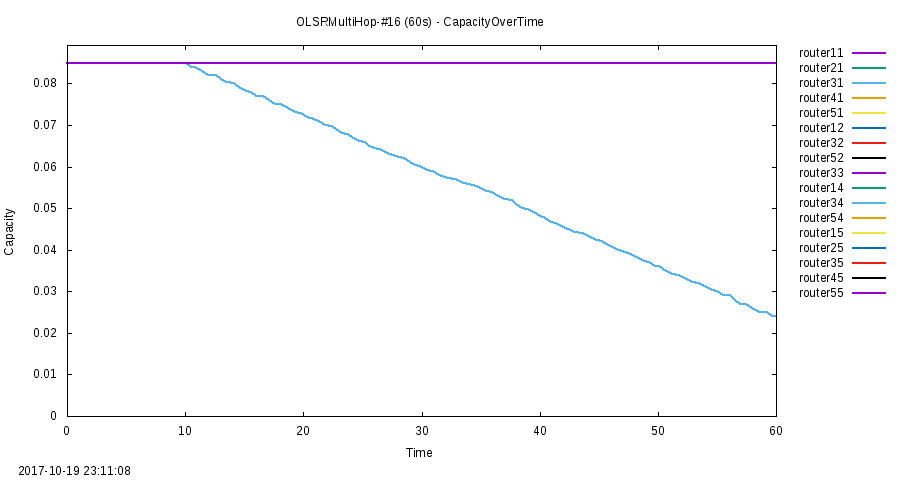 OLSRMultiHop-#16 (60s) - CapacityOverTime
router11
router21
router31
router41
router51
router12
router32
router52
router33
router14
router34
router54
router15
router25
router35
router45
router55
0.08
0.07
0.06
0.05
0.04
0.03
0.02
0.01
0
Capacity
0 10 20 30 40 50 60
Time
2017-10-19 23:11:08